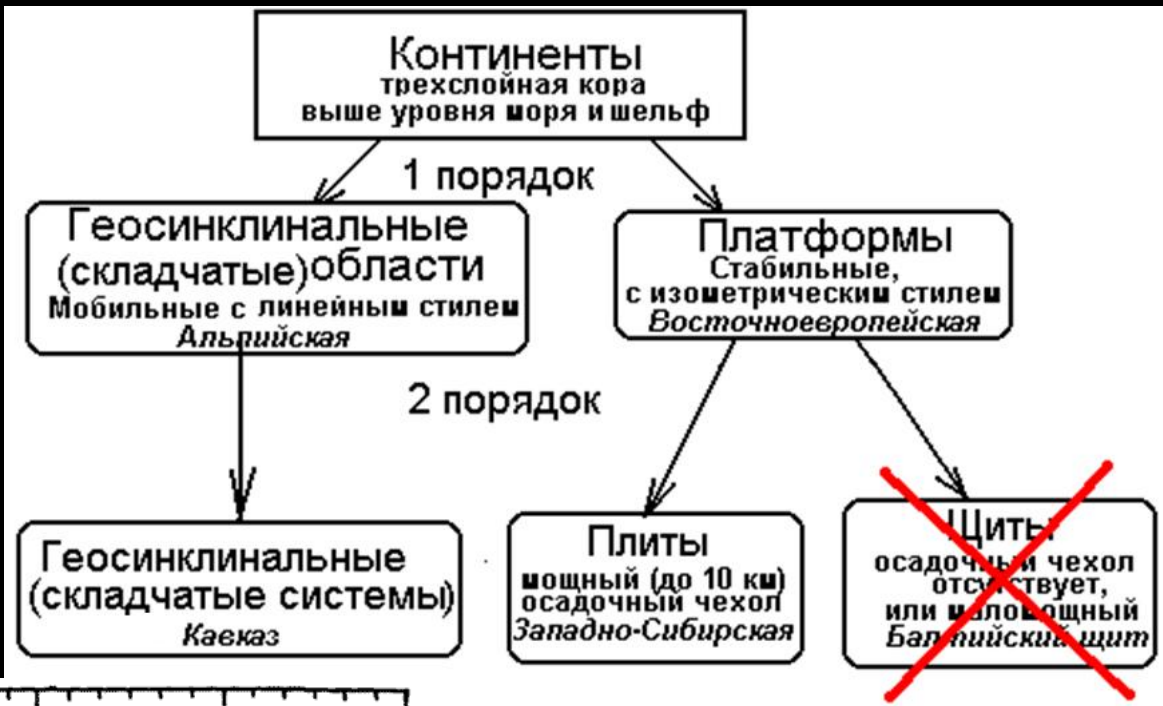 Континенты
трехслойная кора
выше уровня моря и шельф
1 порядок
Геосинклинальные
(складчатые)области
Мобильные с линейным стилем
Альпийская
Платформы
Стабильные,
с изометрическим стилем
Восточноевропейская
2 порядок
Геосинклинальные
(складчатые системы)
Кавказ
Плиты
мощный (до 10 км)
осадочный чехол
Западно-Сибирская
Щиты
осадочный чехол
отсутствует,
или маломощный
Балтийский щит